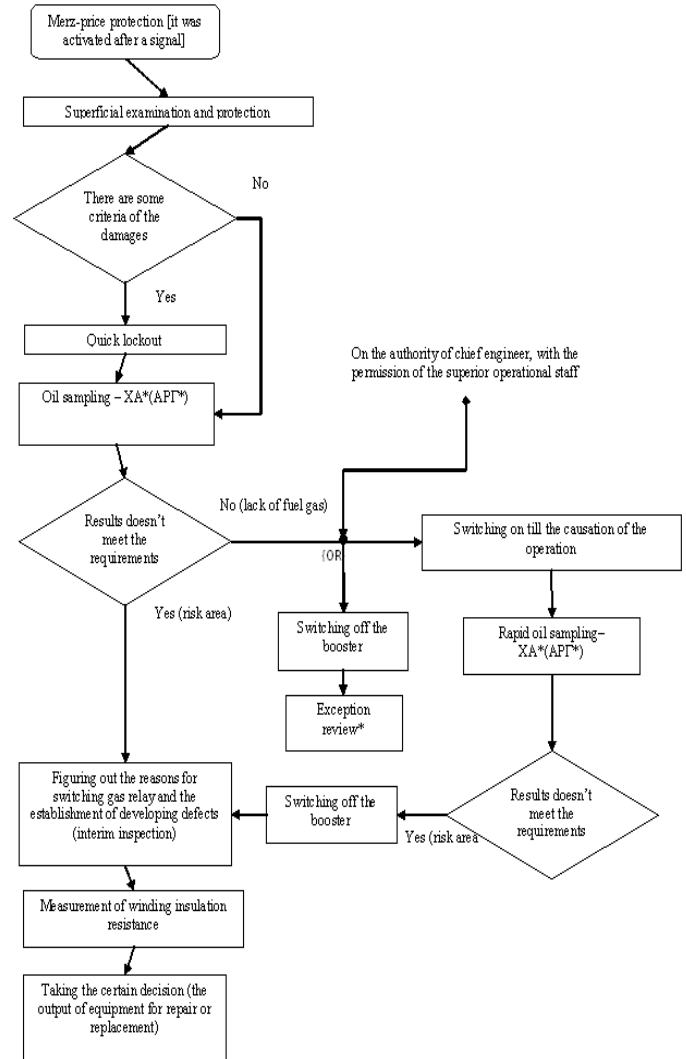 Merz-price protection [it was
activated after a signal]
Superficial examination and protection
There are some
criteria of the
damages
No
Yes
Quick lockout
Oil sampling – XA*(АРГ*)
On the authority of chief engineer, with the
permission of the superior operational staff
Results doesn't
meet the
requirements
No (lack of fuel gas)
{OR
Switching on till the causation of the
operation
Yes (risk area)
Switching off the
booster
Rapid oil sampling–
XA*(АРГ*)
Exception
review*
Figuring out the reasons for
switching gas relay and the
establishment of developing defects
(interim inspection)
Switching off the
booster
Yes (risk area
Results doesn't
meet the
requirements
Measurement of winding insulation
resistance
Taking the certain decision (the
output of equipment for repair or
replacement)